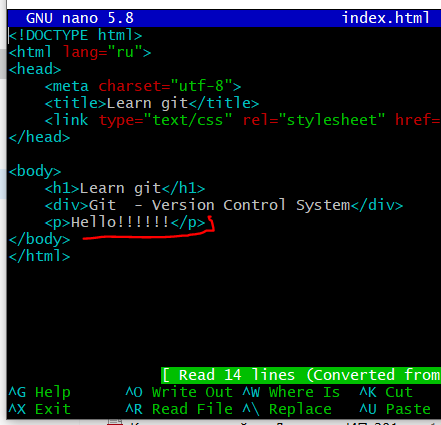 GNU nano 5.8 index.html
<!DOCTYPE html>
<html lang="ru">
<head>
    <meta charset="utf-8">
    <title>Learn git</title>
    <link type="text/css" rel="stylesheet" href=
</head>

<body>
    <h1>Learn git</h1>
    <div>Git  - Version Control System</div>
    <p>Hello!!!!!!</p>
</body>
</html>
[ Read 14 lines (Converted from
^G Help ^O Write Out ^W Where Is ^K Cut
^X Exit ^R Read File ^\ Replace ^U Paste